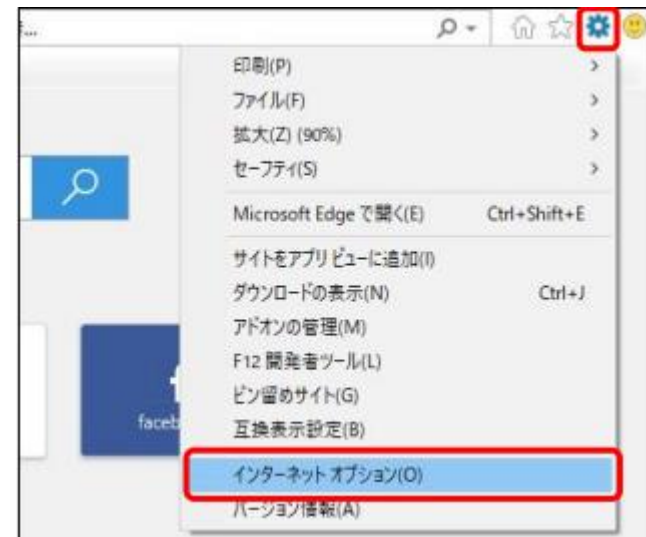 印刷(P)
ファイル(F)
拡大(Z) (90%)
セーフティ(S)
Microsoft Edge で開く(E) Ctrl+Shift+E
サイトをアプリ ビューに追加(I)
ダウンロードの表示(N) Ctrl+J
アドオンの管理(M)
F12 開発者ツール(L)
ピン留めサイト(G)
互換表示設定(B)
faceb
インターネット オプション(O)
バージョン情報(A)